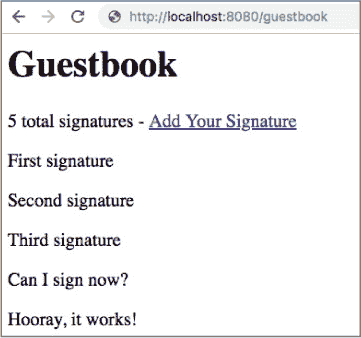 http://localhost:8080/guestbook
Guestbook
5 total signatures - Add Your Signature
First signature
Second signature
Third signature
Can I sign now?
Hooray, it works!